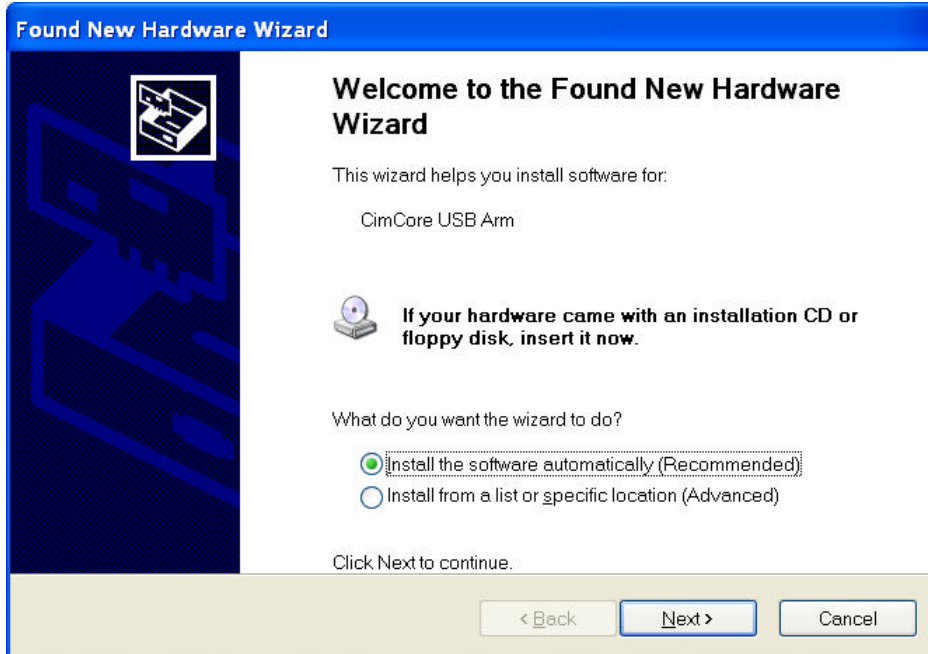 Found New Hardware Wizard
Welcome to the Found New Hardware
Wizard
This wizard helps you install software for:
CimCore USB Arm
If your hardware came with an installation CD or
floppy disk, insert it now.
What do you want the wizard to do?
Install the software automatically (Recommended)
Install from a list or specific location (Advanced)
Click Next to continue.
< Back Next > Cancel